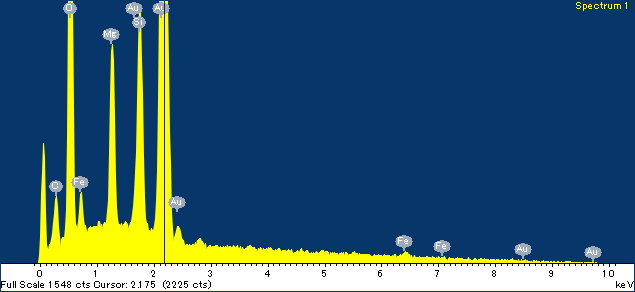 Spectrum 1
O Au Au
Si
Mg
O Fe Au
Fe Fe Au Au
0 1 2 3 4 5 6 7 8 9 10
Full Scale 1548 cts Cursor: 2.175 (2225 cts) keV